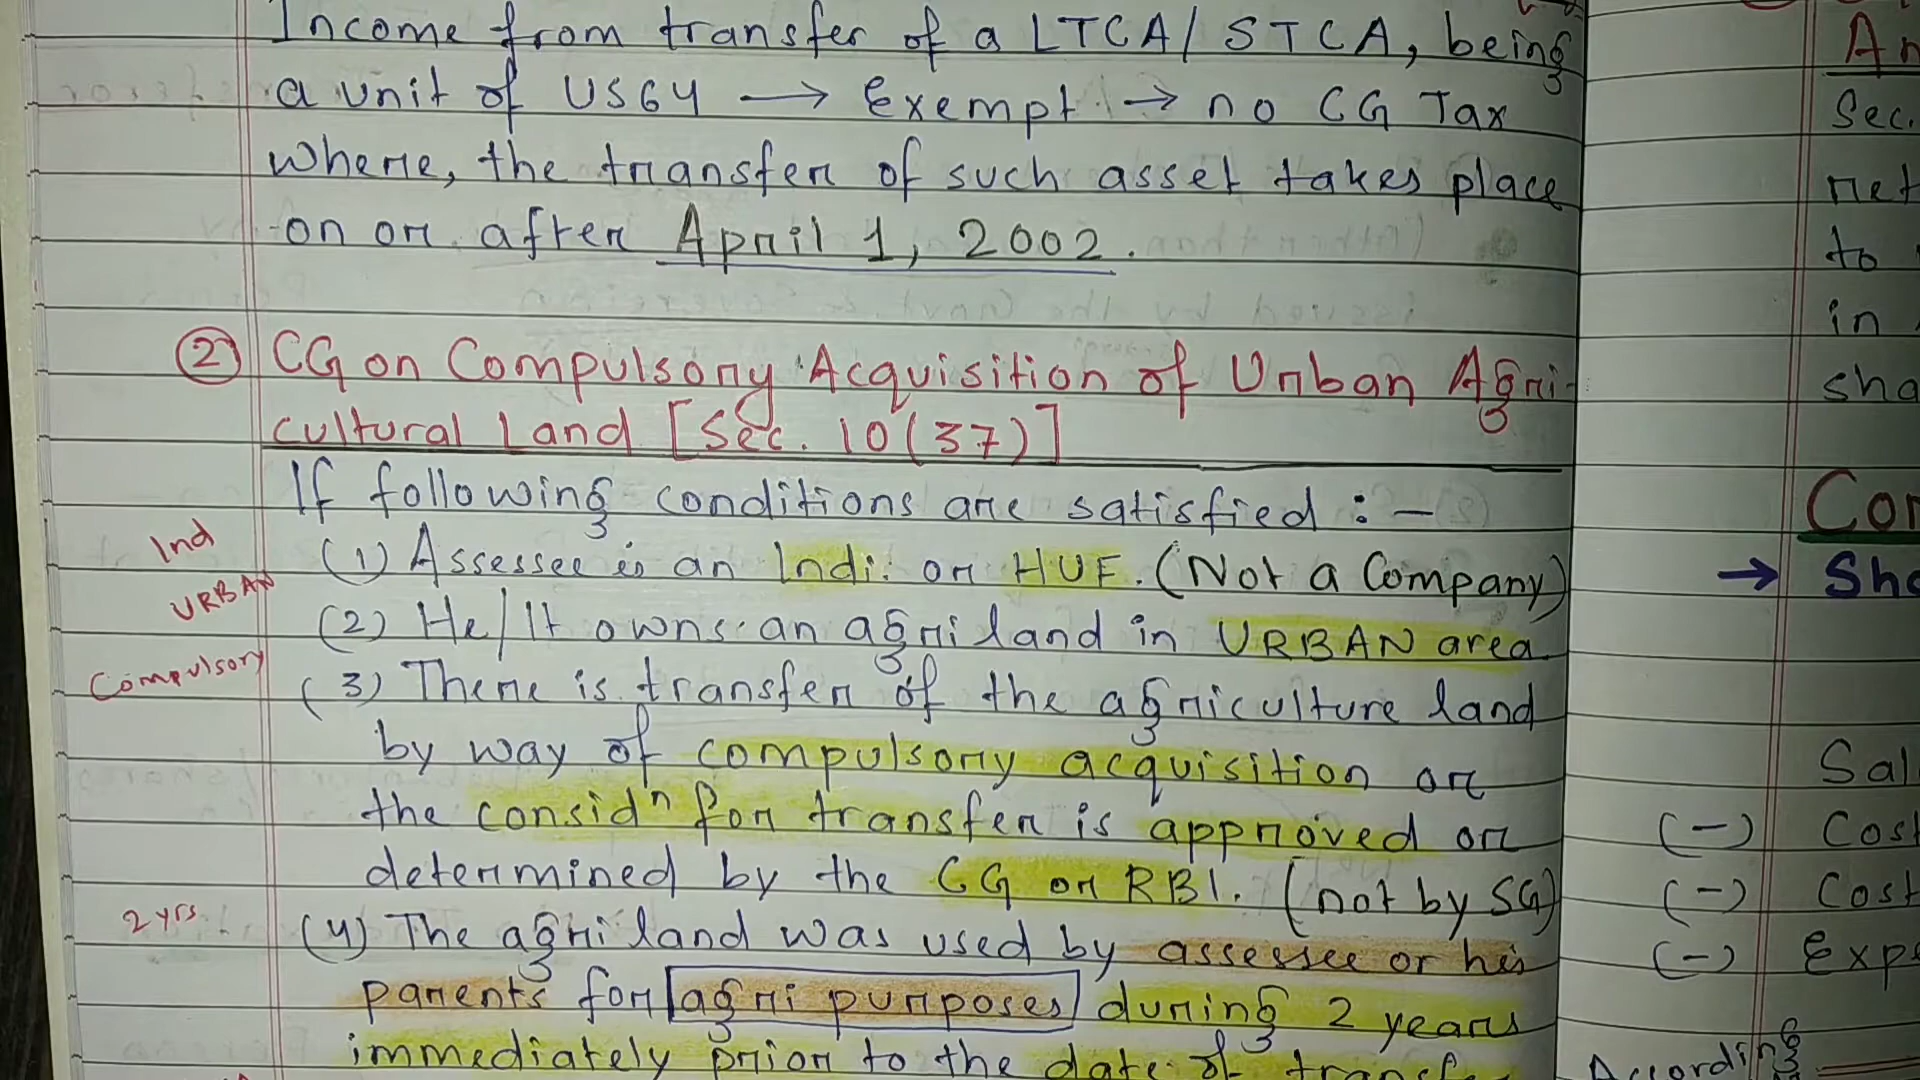 Income from transfer of a LTCA/STCA, being
a unit of US64 → Exempt → no CG Tax
where, the transfer of such asset takes place
on or after April 1, 2002.
② CG on Compulsory Acquisition of Urban Agri-
cultural Land [Sec. 10(37)]
If following conditions are satisfied :-
Ind
(1) Assessee is an Indi. or HUF. (Not a Company)
URBAN
(2) He/It owns an agri land in URBAN area
Compulsory
(3) There is transfer of the agriculture land
by way of compulsory acquisition or
the considⁿ for transfer is approved or
determined by the CG or RBI. (not by SG)
2 yrs.
(4) The agri land was used by assessee or his
parents for agri purposes during 2 years
immediately prior to the date of
Sec.
to
in
→
(-) 
(-) 
(-) 
According